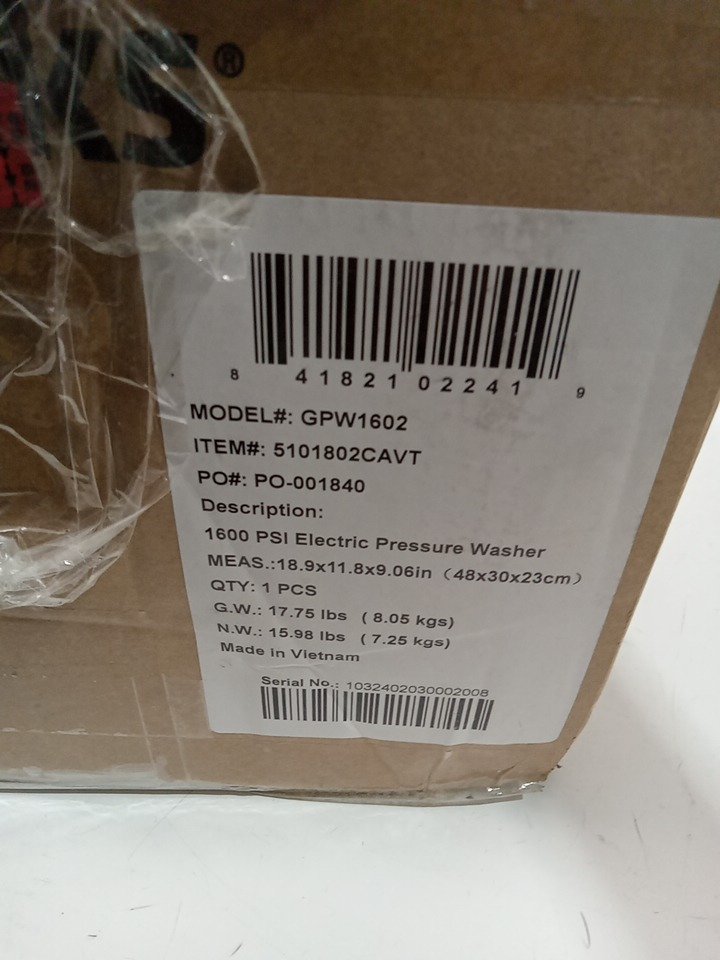 KS®
8 41821 02241 9
MODEL#: GPW1602
ITEM#: 5101802CAVT
PO#: PO-001840
Description:
1600 PSI Electric Pressure Washer
MEAS.:18.9x11.8x9.06in（48x30x23cm）
QTY: 1 PCS
G.W.: 17.75 lbs ( 8.05 kgs)
N.W.: 15.98 lbs ( 7.25 kgs)
Made in Vietnam
Serial No.: 1032402030002008